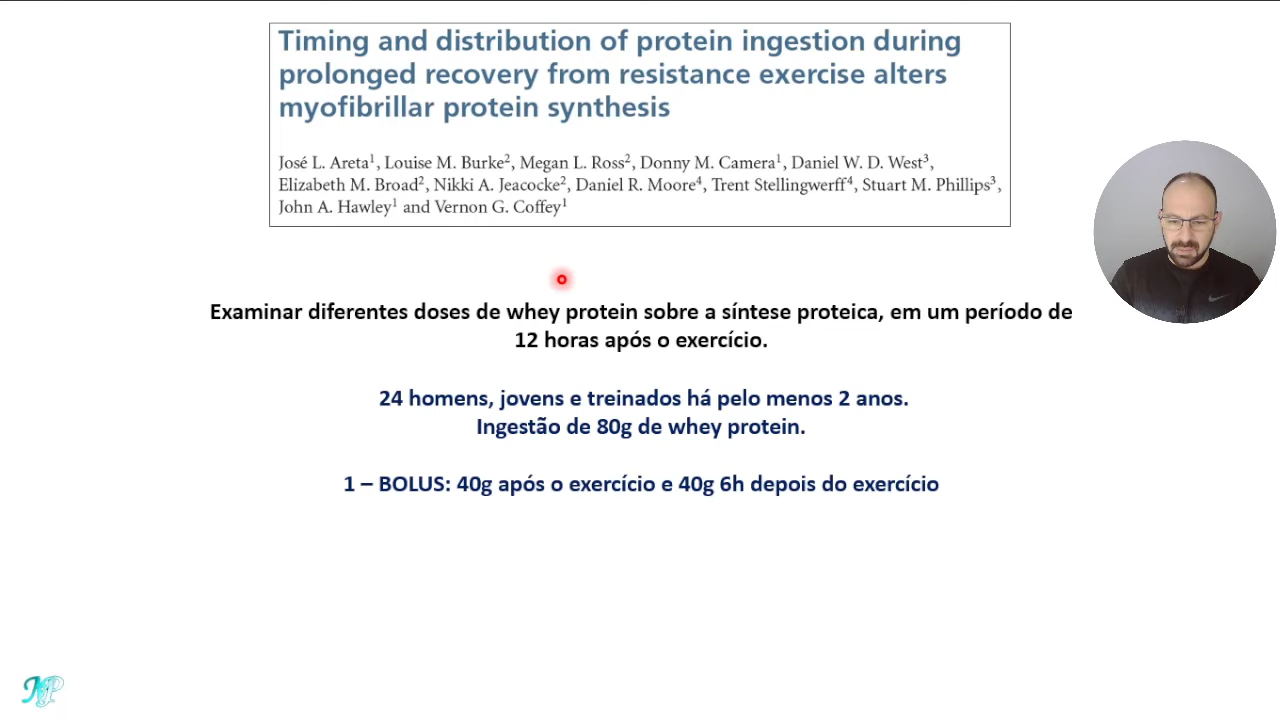 Timing and distribution of protein ingestion during
prolonged recovery from resistance exercise alters
myofibrillar protein synthesis
José L. Areta¹, Louise M. Burke², Megan L. Ross², Donny M. Camera¹, Daniel W. D. West³,
Elizabeth M. Broad², Nikki A. Jeacocke², Daniel R. Moore⁴, Trent Stellingwerff⁴, Stuart M. Phillips³,
John A. Hawley¹ and Vernon G. Coffey¹
Examinar diferentes doses de whey protein sobre a síntese proteica, em um período de
12 horas após o exercício.
24 homens, jovens e treinados há pelo menos 2 anos.
Ingestão de 80g de whey protein.
1 – BOLUS: 40g após o exercício e 40g 6h depois do exercício